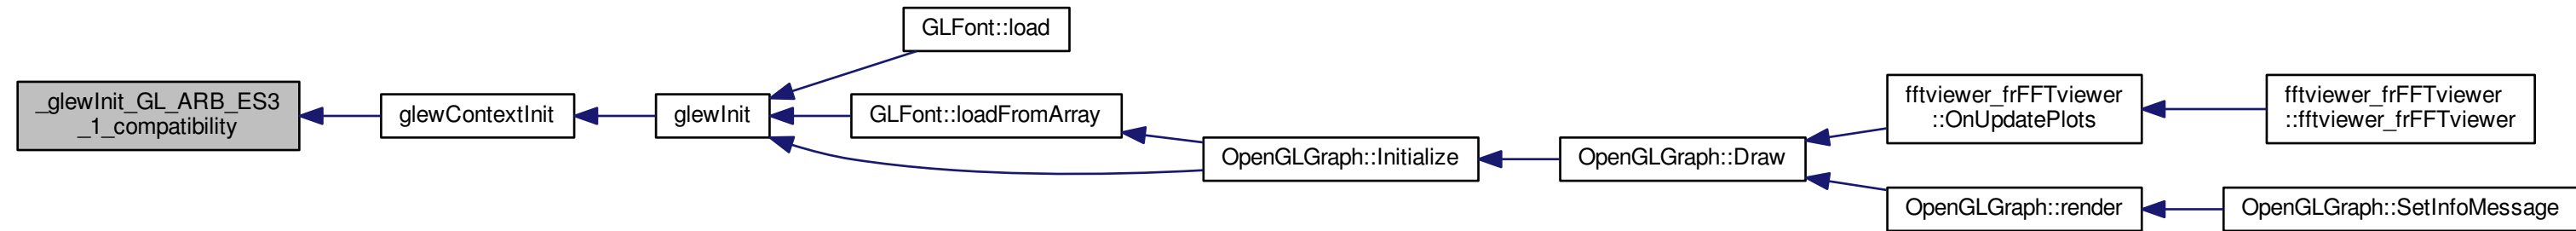 _glewInit_GL_ARB_ES3
_1_compatibility
glewContextInit
glewInit
GLFont::load
GLFont::loadFromArray
OpenGLGraph::Initialize
OpenGLGraph::Draw
fftviewer_frFFTviewer
::OnUpdatePlots
fftviewer_frFFTviewer
::fftviewer_frFFTviewer
OpenGLGraph::render
OpenGLGraph::SetInfoMessage